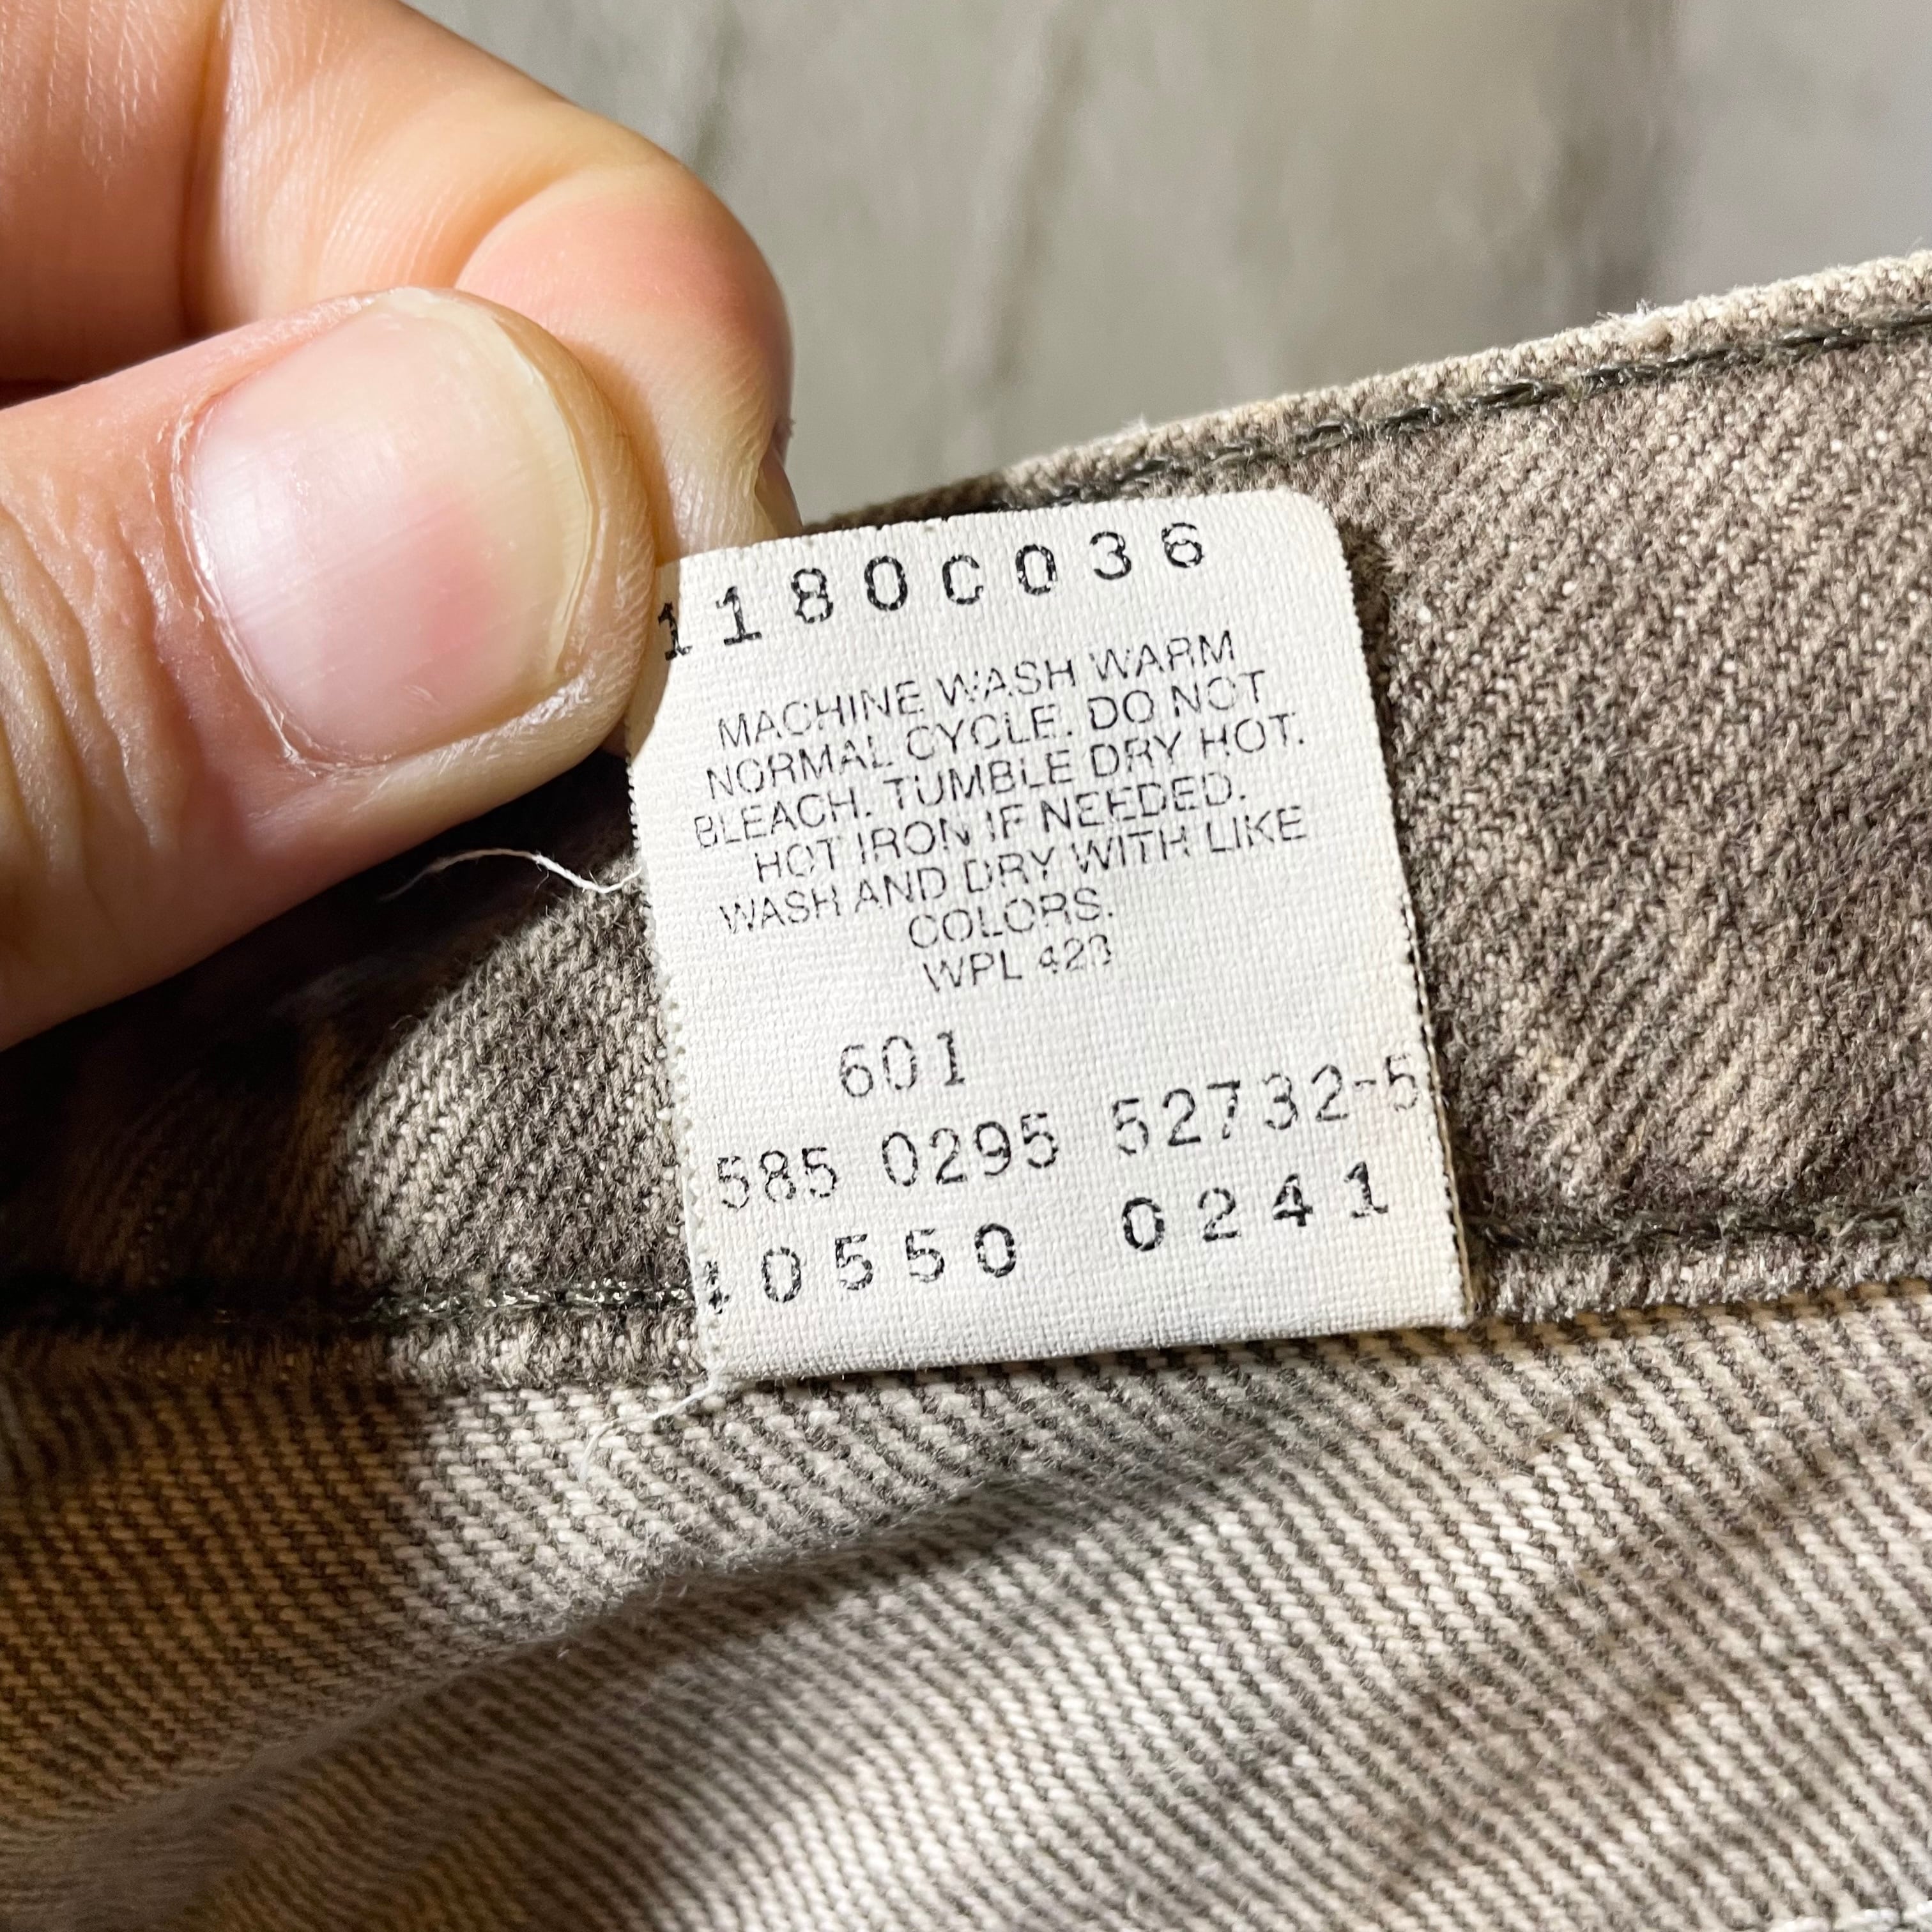 1180C036
MACHINE WASH WARM
NORMAL CYCLE. DO NOT
BLEACH. TUMBLE DRY HOT.
HOT IRON IF NEEDED.
WASH AND DRY WITH LIKE
COLORS.
WPL 423
601
585 0295 52732-5
10550 0241